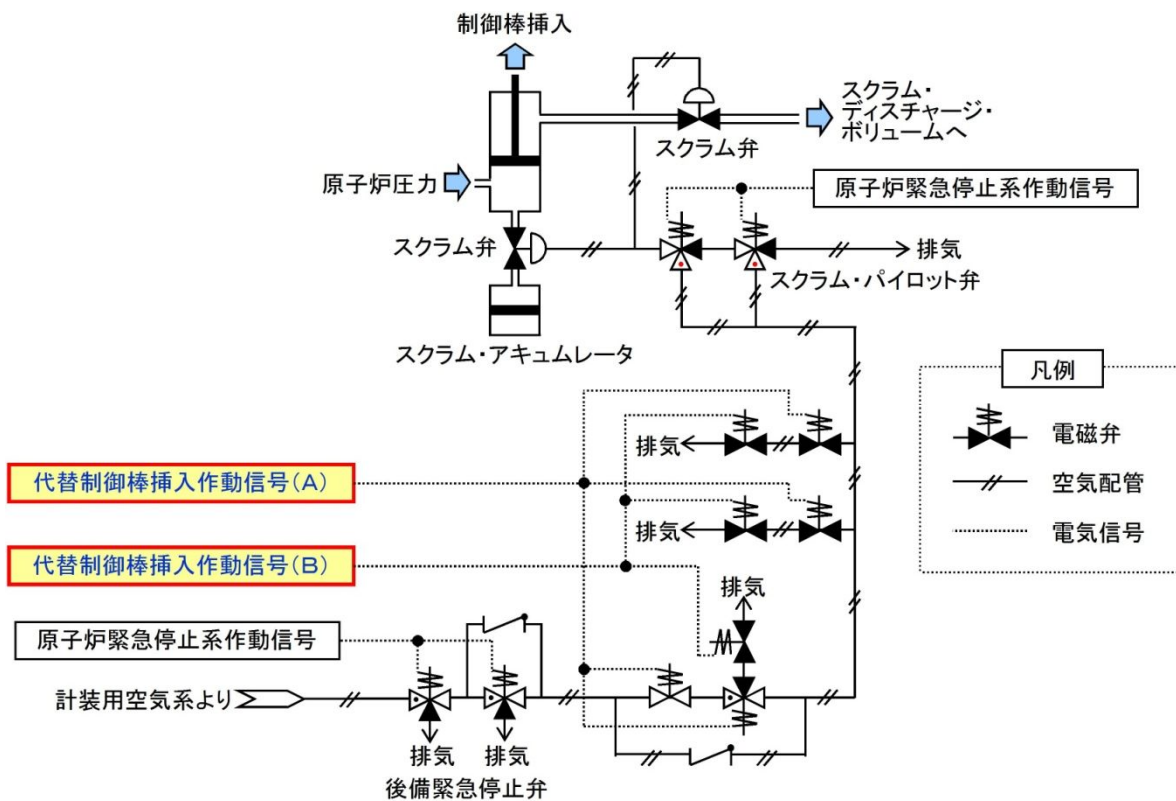 制御棒挿入
スクラム・
ディスチャージ・
ボリュームへ
スクラム弁
原子炉圧力
原子炉緊急停止系作動信号
スクラム弁
排気
スクラム・パイロット弁
スクラム・アキュムレータ
凡例
電磁弁
空気配管
電気信号
排気
代替制御棒挿入作動信号(A)
排気
代替制御棒挿入作動信号(B)
排気
原子炉緊急停止系作動信号
計装用空気系より
排気
排気
後備緊急停止弁